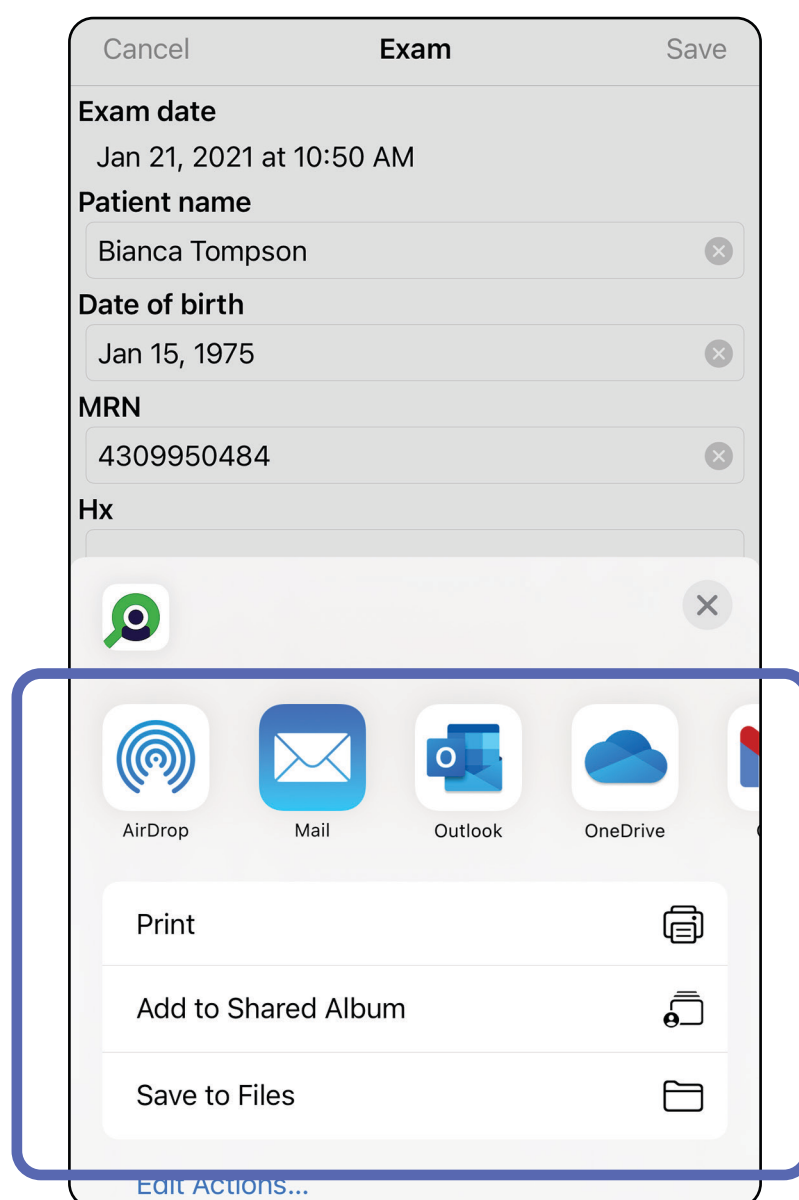 Cancel Exam Save
Exam date
Jan 21, 2021 at 10:50 AM
Patient name
Bianca Tompson
Date of birth
Jan 15, 1975
MRN
4309950484
Hx
AirDrop Mail Outlook OneDrive
Print
Add to Shared Album
Save to Files
Edit Actions...